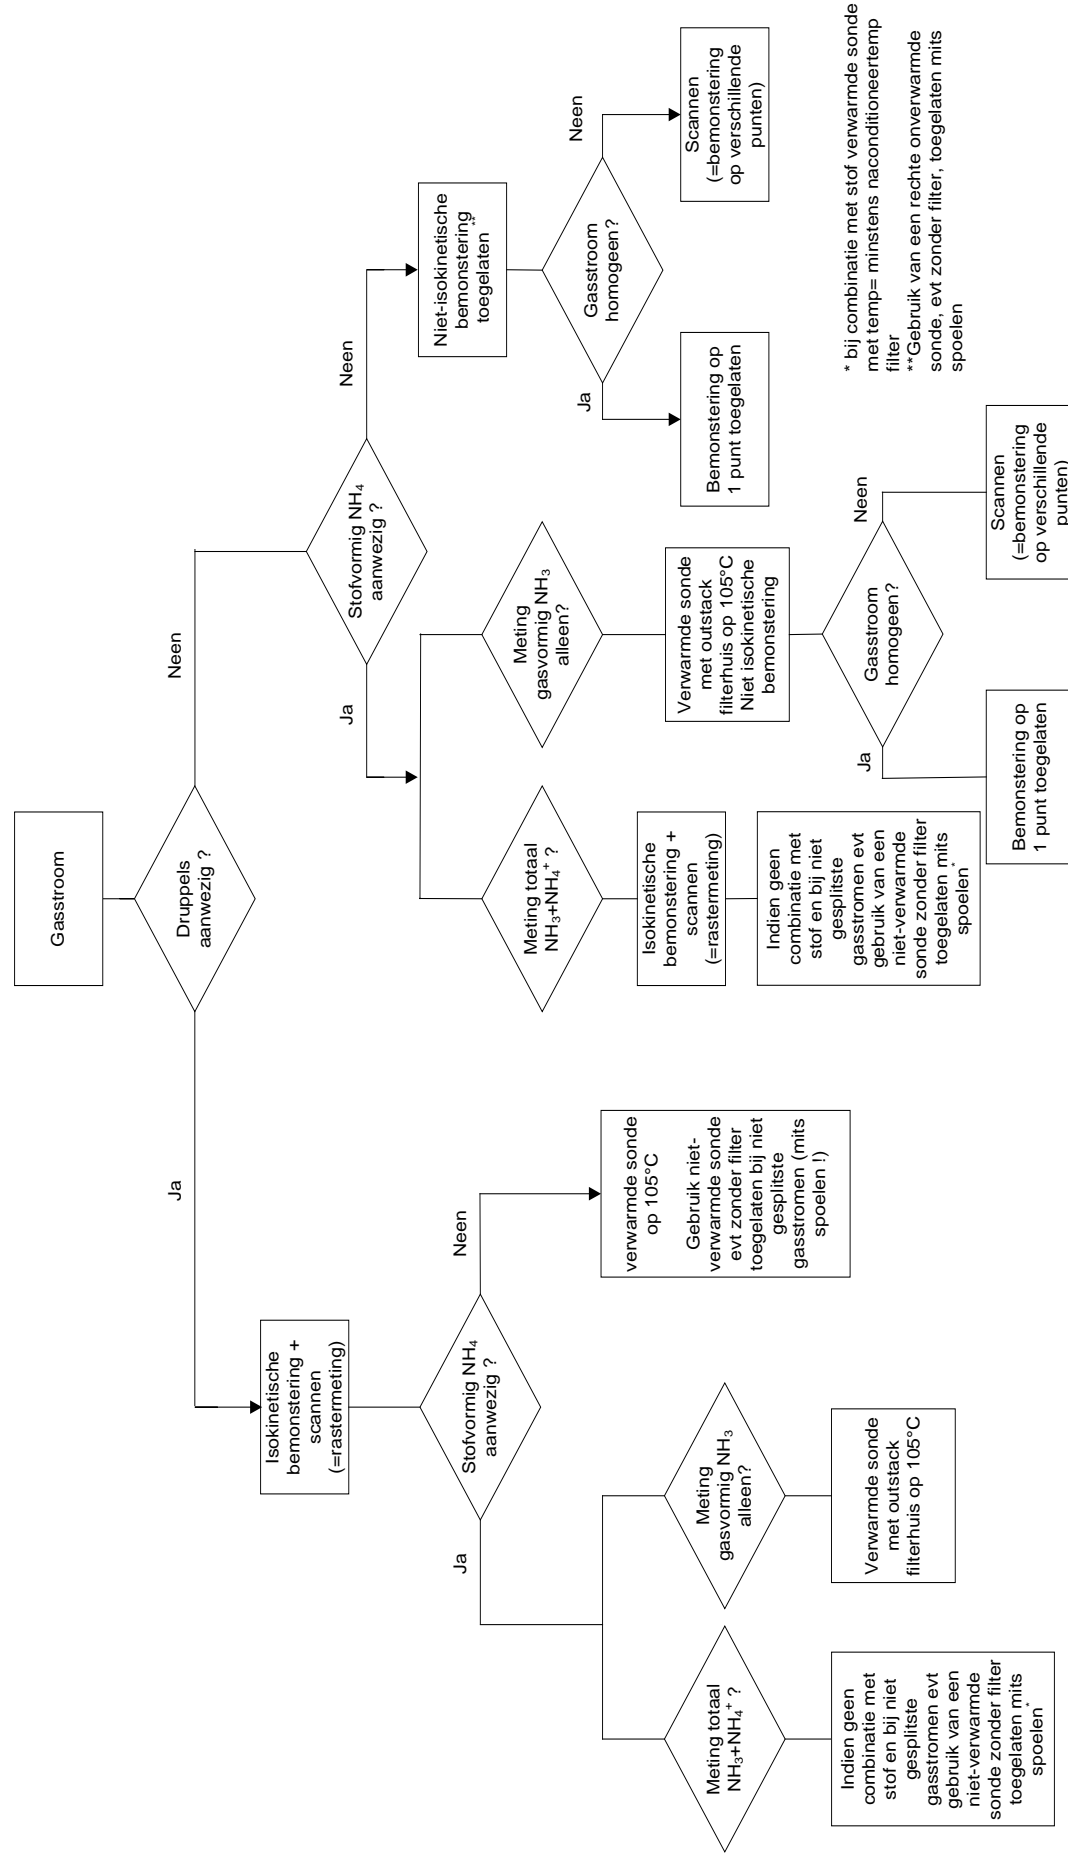 Gasstroom
Druppels
aanwezig ?
Ja
Neen
Isokinetische
bemonstering +
scannen
(=rastermeting)
Stofvormig NH4
aanwezig ?
Ja
Neen
Meting totaal
NH3+NH4+ ?
Meting
gasvormig NH3
alleen?
Indien geen
combinatie met
stof en bij niet
gesplitste
gasstromen evt
gebruik van een
niet-verwarmde
sonde zonder filter
toegelaten mits
spoelen*
Verwarmde sonde
met outstack
filterhuis op 105°C
verwarmde sonde
op 105°C
Gebruik niet-
verwarmde sonde
evt zonder filter
toegelaten bij niet
gesplitste
gasstromen (mits
spoelen !)
Stofvormig NH4
aanwezig ?
Ja
Neen
Meting totaal
NH3+NH4+ ?
Meting
gasvormig NH3
alleen?
Isokinetische
bemonstering +
scannen
(=rastermeting)
Indien geen
combinatie met
stof en bij niet
gesplitste
gasstromen evt
gebruik van een
niet-verwarmde
sonde zonder filter
toegelaten mits
spoelen*
Verwarmde sonde
met outstack
filterhuis op 105°C
Niet isokinetische
bemonstering
Gasstroom
homogeen?
Ja
Neen
Bemonstering op
1 punt toegelaten
Scannen
(=bemonstering
op verschillende
punten)
Niet-isokinetische
bemonstering
toegelaten**
Gasstroom
homogeen?
Ja
Neen
Bemonstering op
1 punt toegelaten
Scannen
(=bemonstering
op verschillende
punten)
* bij combinatie met stof verwarmde sonde
met temp= minstens naconditioneertemp
filter
**Gebruik van een rechte onverwarmde
sonde, evt zonder filter, toegelaten mits
spoelen